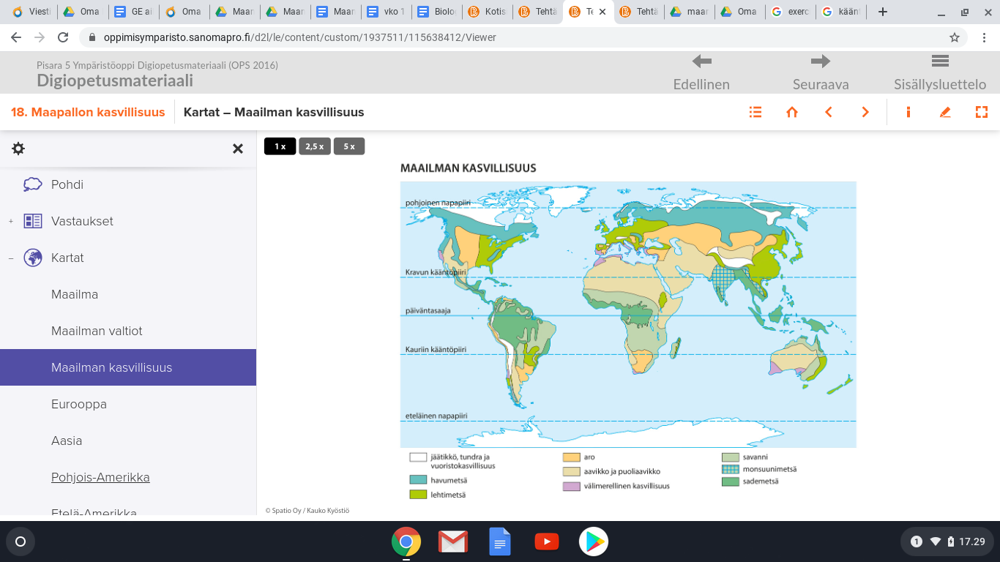 Viesti
Oma
Oma
GE ai
Oma
Maar
Maar
Maar
vko 1
Biolo
Kotis
Tehtä
Te
Tehtä
maar
Oma
exerc
kään
oppimisymparisto.sanomapro.fi/d2l/le/content/custom/1937511/115638412/Viewer
Pisara 5 Ympäristöoppi Digiopetusmateriaali (OPS 2016)
Digiopetusmateriaali
Edellinen
Seuraava
Sisällysluettelo
18. Maapallon kasvillisuus
Kartat – Maailman kasvillisuus
Pohdi
+ Vastaukset
– Kartat
Maailma
Maailman valtiot
Maailman kasvillisuus
Eurooppa
Aasia
Pohjois-Amerikka
Etelä-Amerikka
1 x
2,5 x
5 x
MAAILMAN KASVILLISUUS
pohjoinen napapiiri
Kravun kääntöpiiri
päiväntasaaja
Kauriin kääntöpiiri
eteläinen napapiiri
jäätikkö, tundra ja
vuoristokasvillisuus
havumetsä
lehtimetsä
aro
aavikko ja puoliaavikko
välimerellinen kasvillisuus
savanni
monsuunimetsä
sademetsä
© Spatio Oy / Kauko Kyöstiö
1
17.29